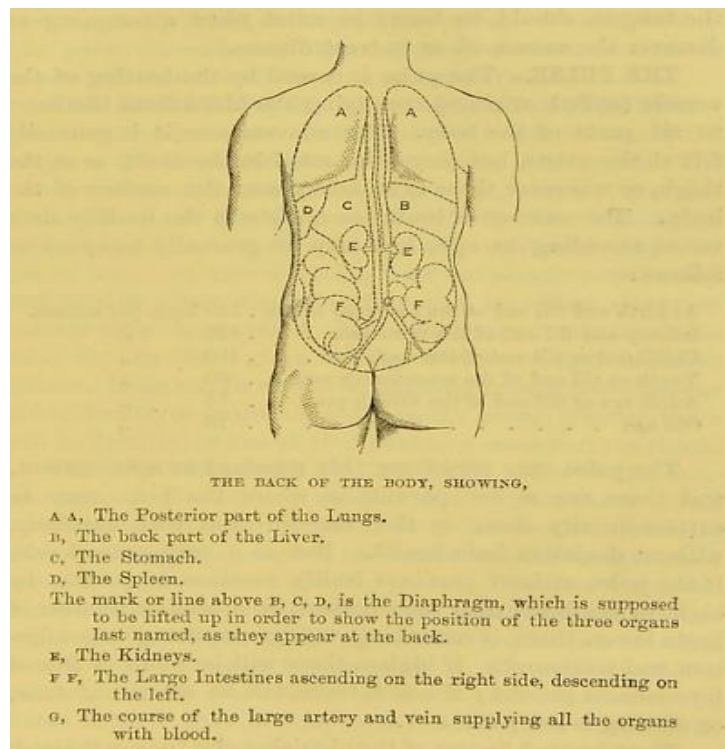 A A
D C B
E E
F G F
THE BACK OF THE BODY, SHOWING,
A A, The Posterior part of the Lungs.
B, The back part of the Liver.
C, The Stomach.
D, The Spleen.
The mark or line above B, C, D, is the Diaphragm, which is supposed
to be lifted up in order to show the position of the three organs
last named, as they appear at the back.
E, The Kidneys.
F F, The Large Intestines ascending on the right side, descending on
the left.
G, The course of the large artery and vein supplying all the organs
with blood.